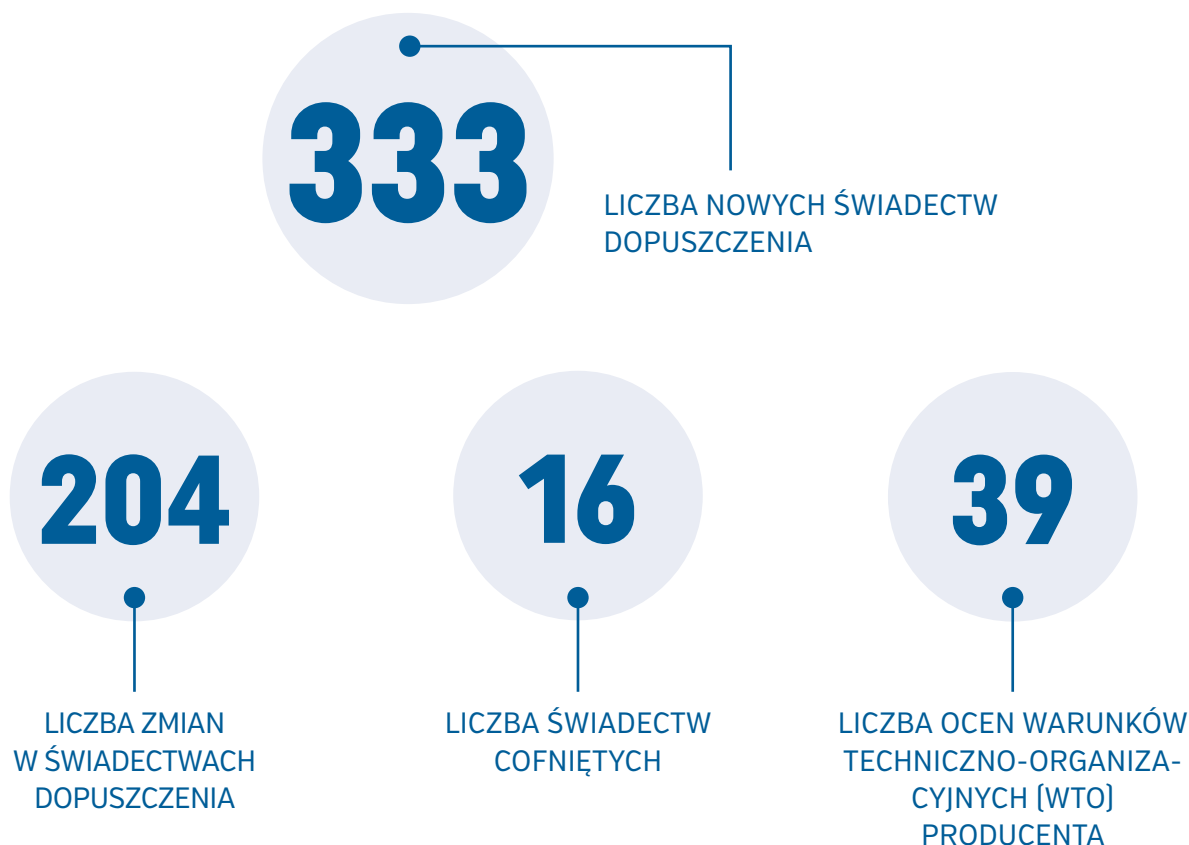 333
LICZBA NOWYCH ŚWIADECTW
DOPUSZCZENIA
204
LICZBA ZMIAN
W ŚWIADECTWACH
DOPUSZCZENIA
16
LICZBA ŚWIADECTW
COFNIĘTYCH
39
LICZBA OCEN WARUNKÓW
TECHNICZNO-ORGANIZA-
CYJNYCH (WTO)
PRODUCENTA